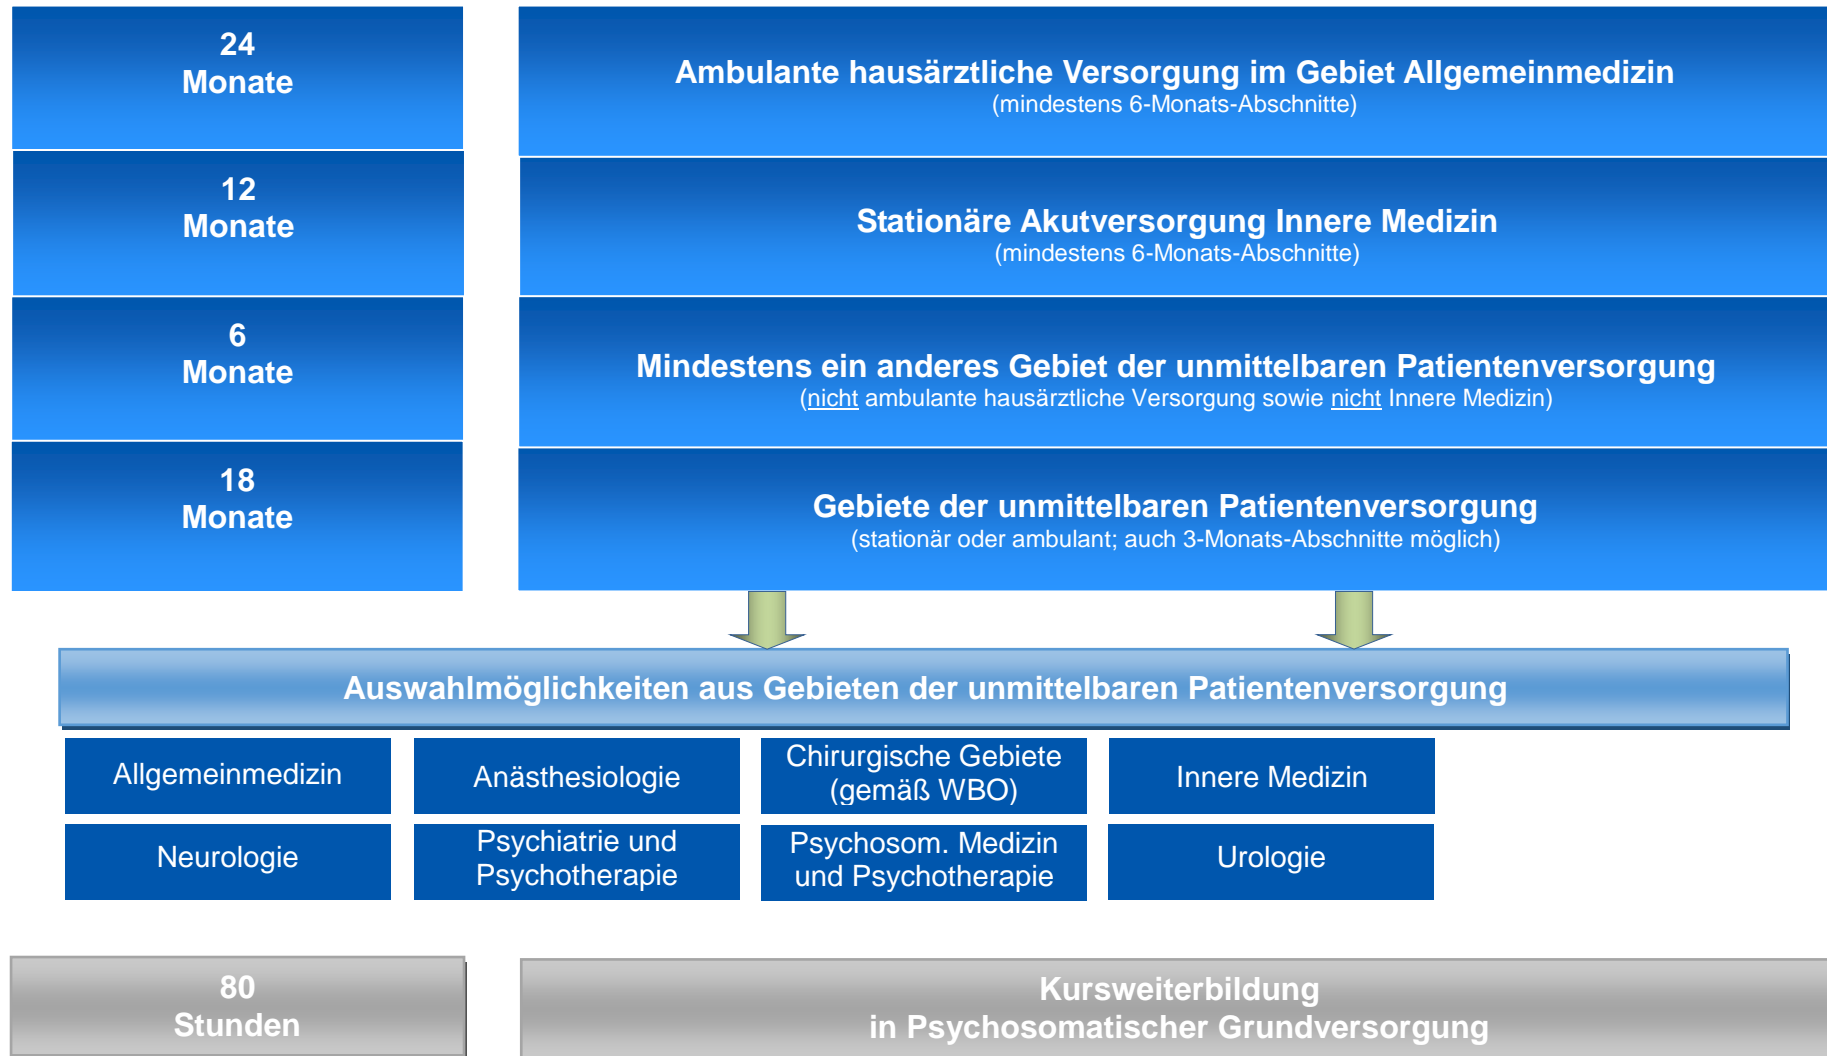 24
Monate
Ambulante hausärztliche Versorgung im Gebiet Allgemeinmedizin
(mindestens 6-Monats-Abschnitte)
12
Monate
Stationäre Akutversorgung Innere Medizin
(mindestens 6-Monats-Abschnitte)
6
Monate
Mindestens ein anderes Gebiet der unmittelbaren Patientenversorgung
(nicht ambulante hausärztliche Versorgung sowie nicht Innere Medizin)
18
Monate
Gebiete der unmittelbaren Patientenversorgung
(stationär oder ambulant; auch 3-Monats-Abschnitte möglich)
Auswahlmöglichkeiten aus Gebieten der unmittelbaren Patientenversorgung
Allgemeinmedizin
Anästhesiologie
Chirurgische Gebiete
(gemäß WBO)
Innere Medizin
Neurologie
Psychiatrie und
Psychotherapie
Psychosom. Medizin
und Psychotherapie
Urologie
80
Stunden
Kursweiterbildung
in Psychosomatischer Grundversorgung